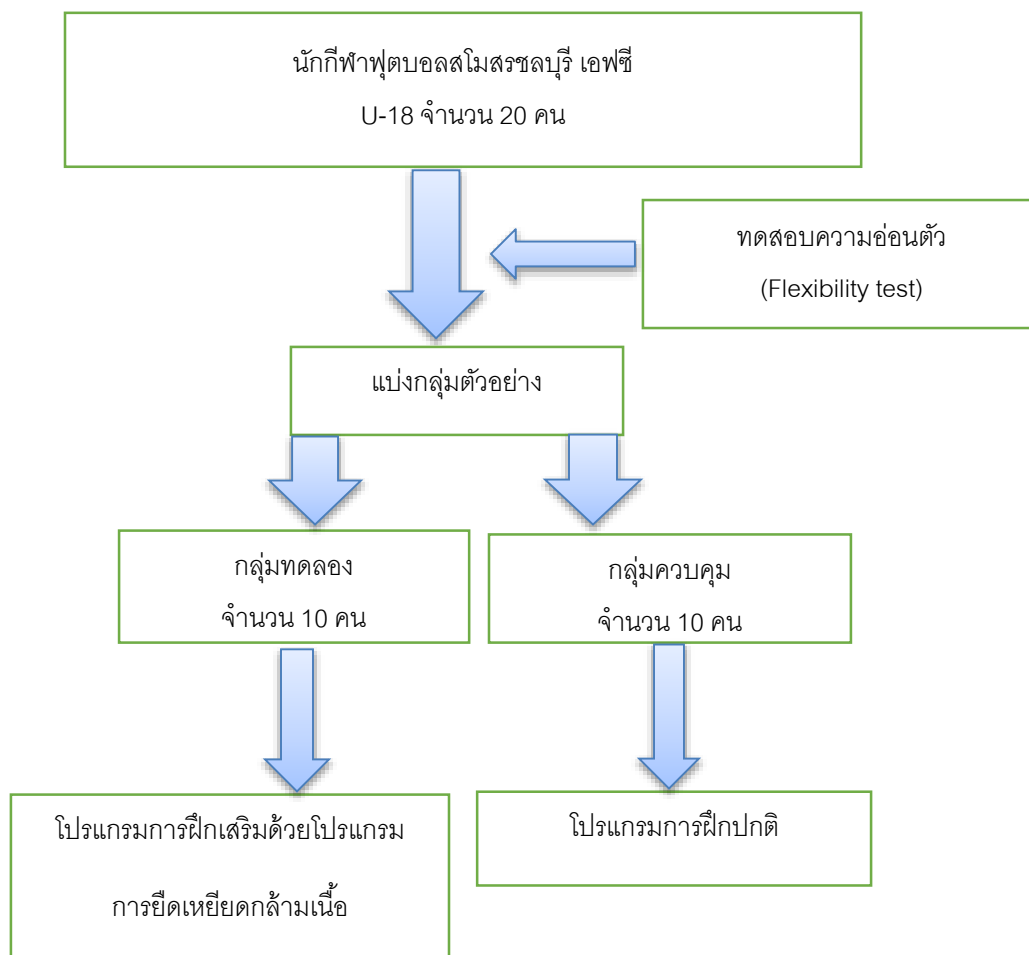 นักกีฬาฟุตบอลสโมสรชลบุรี เอฟซี
U-18 จำนวน 20 คน
ทดสอบความอ่อนตัว
(Flexibility test)
แบ่งกลุ่มตัวอย่าง
กลุ่มทดลอง
จำนวน 10 คน
กลุ่มควบคุม
จำนวน 10 คน
โปรแกรมการฝึกเสริมด้วยโปรแกรม
การยืดเหยียดกล้ามเนื้อ
โปรแกรมการฝึกปกติ